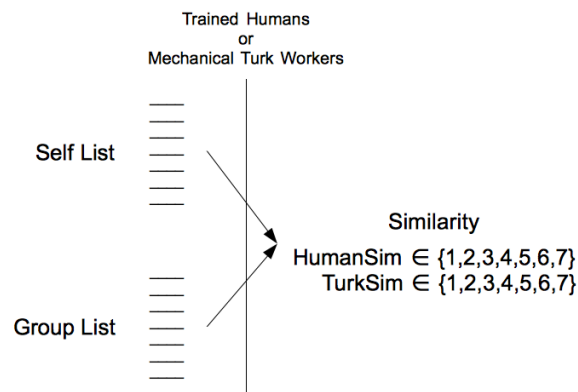 Trained Humans
or
Mechanical Turk Workers
Self List
Similarity
HumanSim ∈ {1,2,3,4,5,6,7}
TurkSim ∈ {1,2,3,4,5,6,7}
Group List